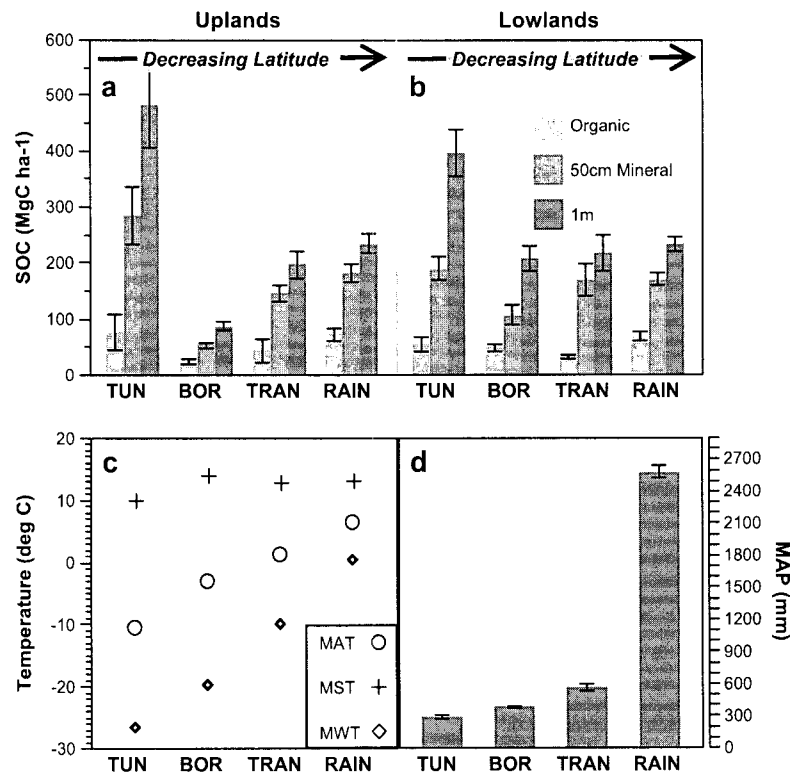 Uplands
Lowlands
Decreasing Latitude
Decreasing Latitude
a
b
SOC (MgC ha-1)
600
500
400
300
200
100
0
Organic
50cm Mineral
1m
TUN BOR TRAN RAIN
TUN BOR TRAN RAIN
c
d
Temperature (deg C)
20
10
0
-10
-20
-30
MAT
MST
MWT
2700
2400
2100
1800
1500
1200
900
600
300
0
MAP (mm)
TUN BOR TRAN RAIN
TUN BOR TRAN RAIN